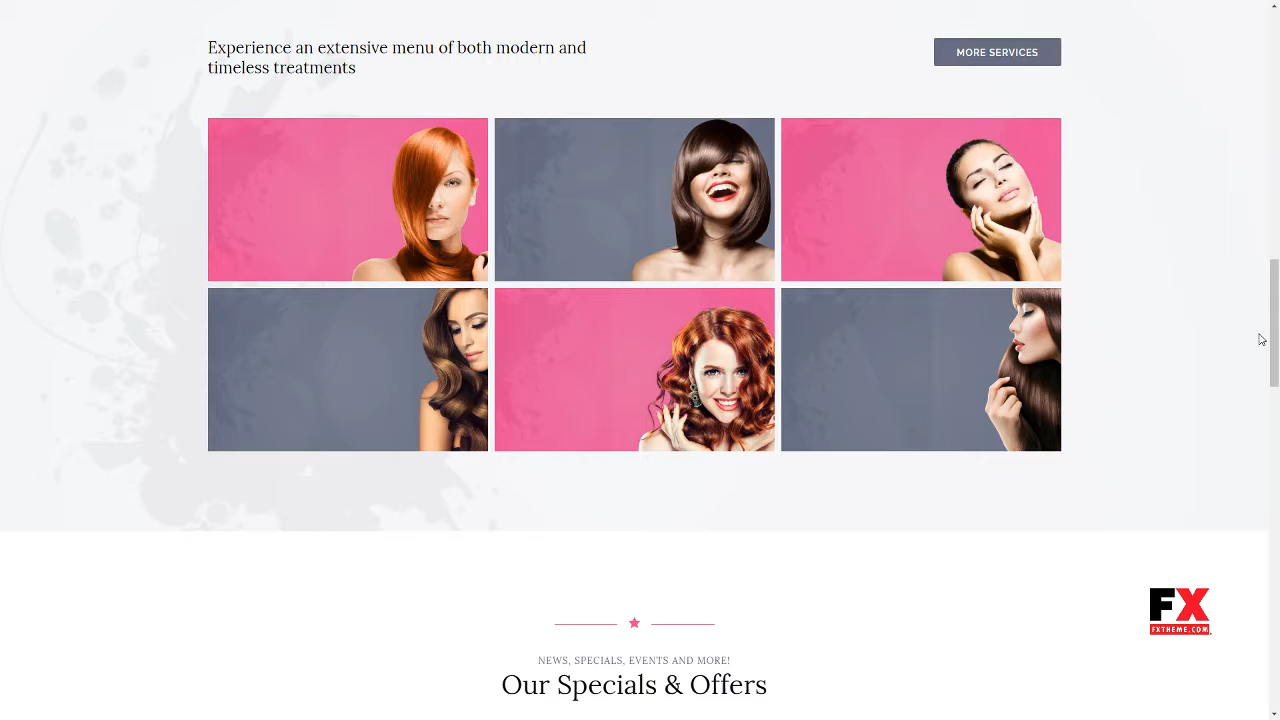 Experience an extensive menu of both modern and
timeless treatments
MORE SERVICES
FX
FXTHEME.COM
NEWS, SPECIALS, EVENTS AND MORE!
Our Specials & Offers